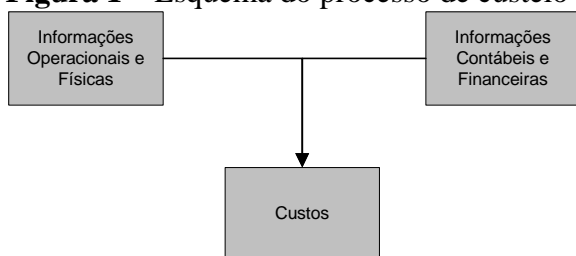 Figura 1 – Esquema do processo de custeio
Informações
Operacionais e
Físicas
Informações
Contábeis e
Financeiras
Custos